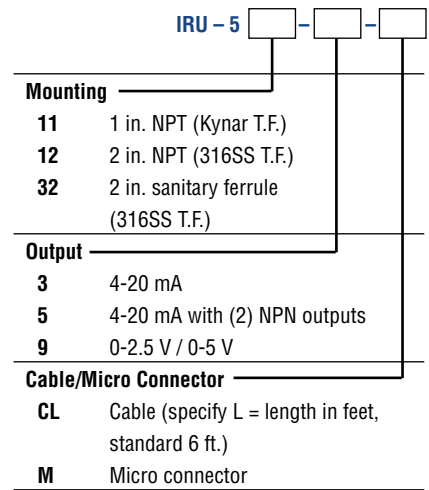 IRU – 5 – –
Mounting
11 1 in. NPT (Kynar T.F.)
12 2 in. NPT (316SS T.F.)
32 2 in. sanitary ferrule
(316SS T.F.)
Output
3 4-20 mA
5 4-20 mA with (2) NPN outputs
9 0-2.5 V / 0-5 V
Cable/Micro Connector
CL Cable (specify L = length in feet,
standard 6 ft.)
M Micro connector